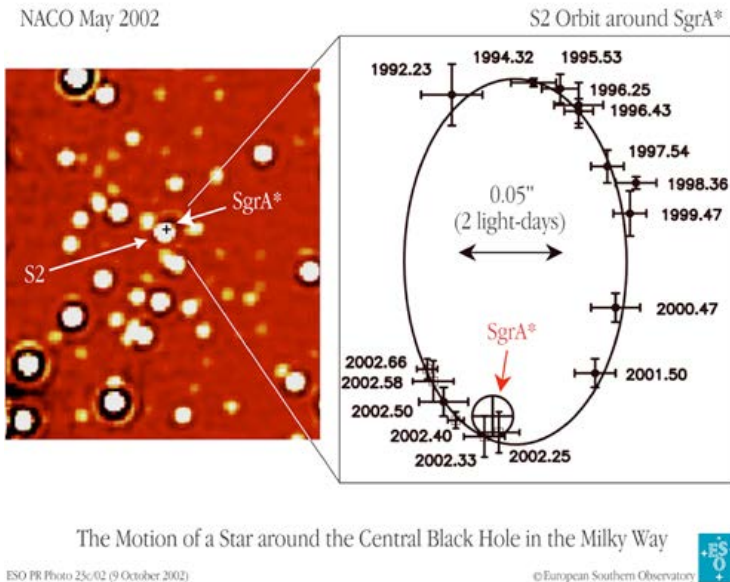 NACO May 2002
S2 Orbit around SgrA*
SgrA*
S2
1992.23
1994.32
1995.53
1996.25
1996.43
1997.54
1998.36
1999.47
0.05"
(2 light-days)
2000.47
SgrA*
2001.50
2002.66
2002.58
2002.50
2002.40
2002.33
2002.25
The Motion of a Star around the Central Black Hole in the Milky Way
ESO PR Photo 23c/02 (9 October 2002)
© European Southern Observatory
ESO